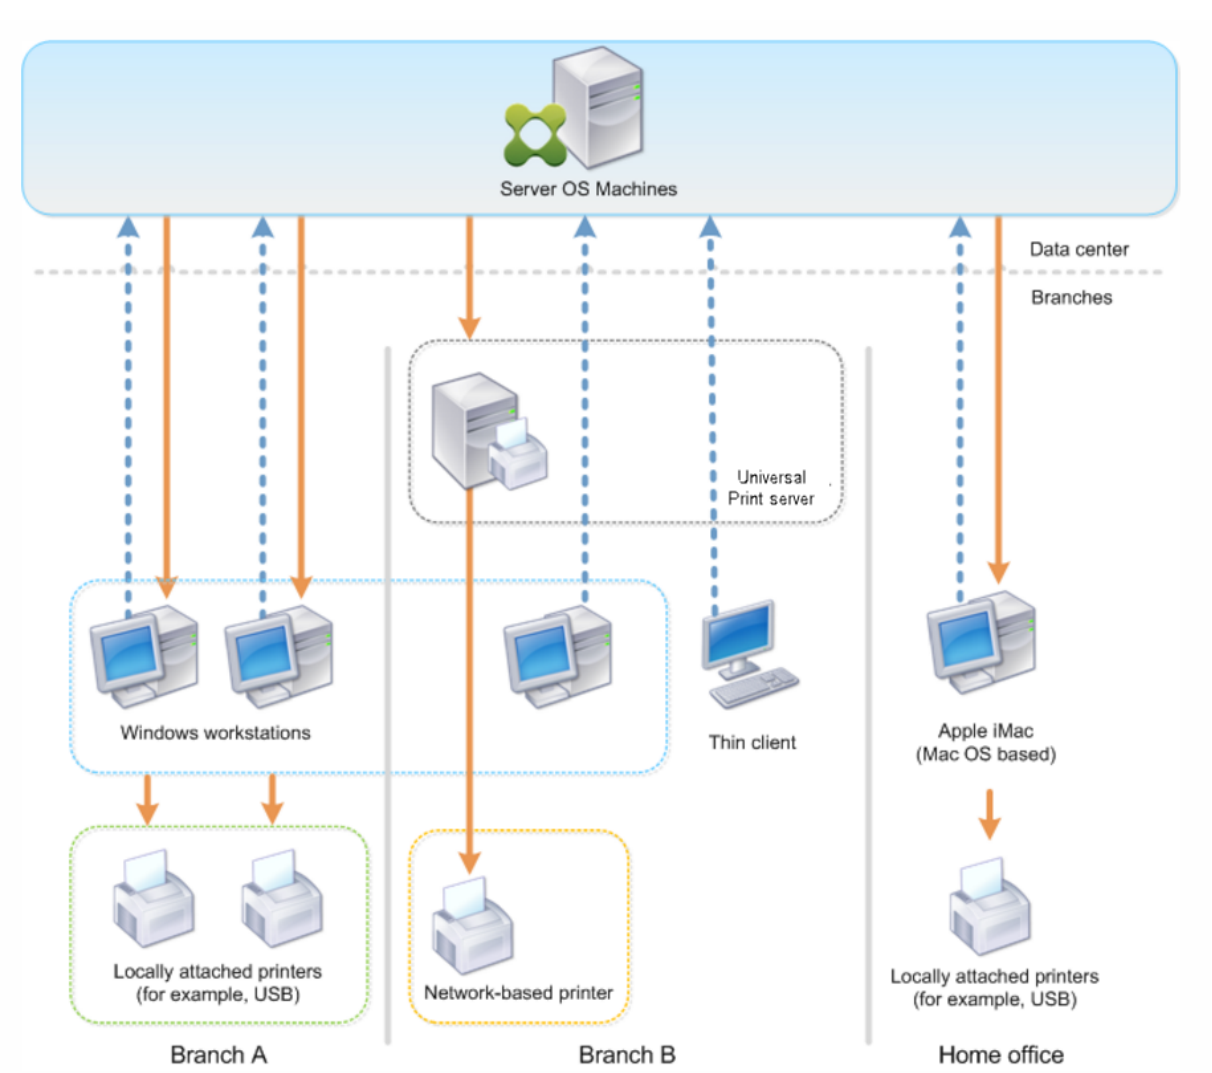 Server OS Machines
Data center
Branches
Universal
Print server
Windows workstations
Thin client
Apple iMac
(Mac OS based)
Locally attached printers
(for example, USB)
Network-based printer
Locally attached printers
(for example, USB)
Branch A
Branch B
Home office